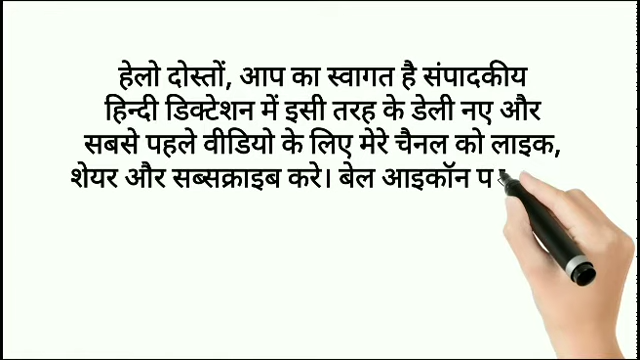 हेलो दोस्तों, आप का स्वागत है संपादकीय
हिन्दी डिक्टेशन में इसी तरह के डेली नए और
सबसे पहले वीडियो के लिए मेरे चैनल को लाइक,
शेयर और सब्सक्राइब करे। बेल आइकॉन प